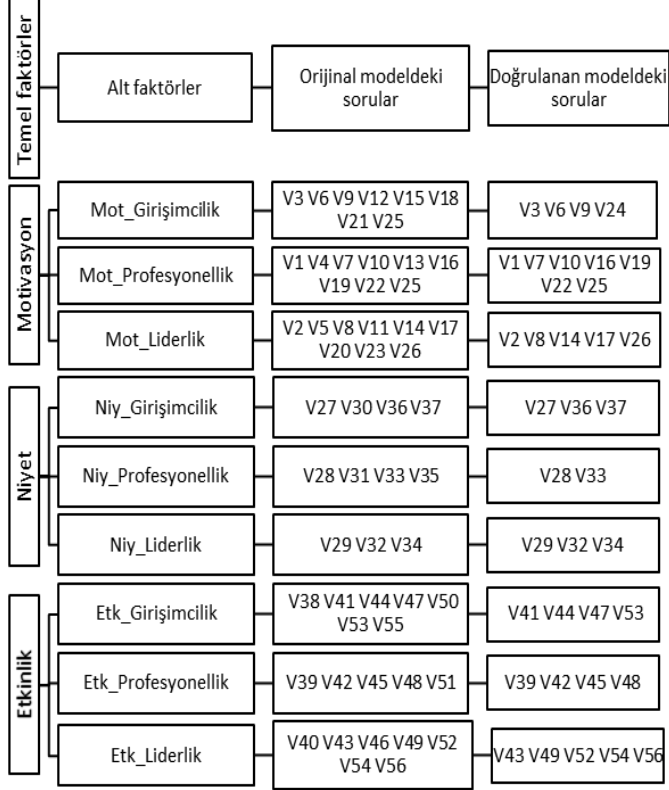 Temel faktörler
Alt faktörler
Orijinal modeldeki
sorular
Doğrulanan modeldeki
sorular
Motivasyon
Mot_Girişimcilik
V3 V6 V9 V12 V15 V18
V21 V25
V3 V6 V9 V24
Mot_Profesyonellik
V1 V4 V7 V10 V13 V16
V19 V22 V25
V1 V7 V10 V16 V19
V22 V25
Mot_Liderlik
V2 V5 V8 V11 V14 V17
V20 V23 V26
V2 V8 V14 V17 V26
Niyet
Niy_Girişimcilik
V27 V30 V36 V37
V27 V36 V37
Niy_Profesyonellik
V28 V31 V33 V35
V28 V33
Niy_Liderlik
V29 V32 V34
V29 V32 V34
Etkinlik
Etk_Girişimcilik
V38 V41 V44 V47 V50
V53 V55
V41 V44 V47 V53
Etk_Profesyonellik
V39 V42 V45 V48 V51
V39 V42 V45 V48
Etk_Liderlik
V40 V43 V46 V49 V52
V54 V56
V43 V49 V52 V54 V56